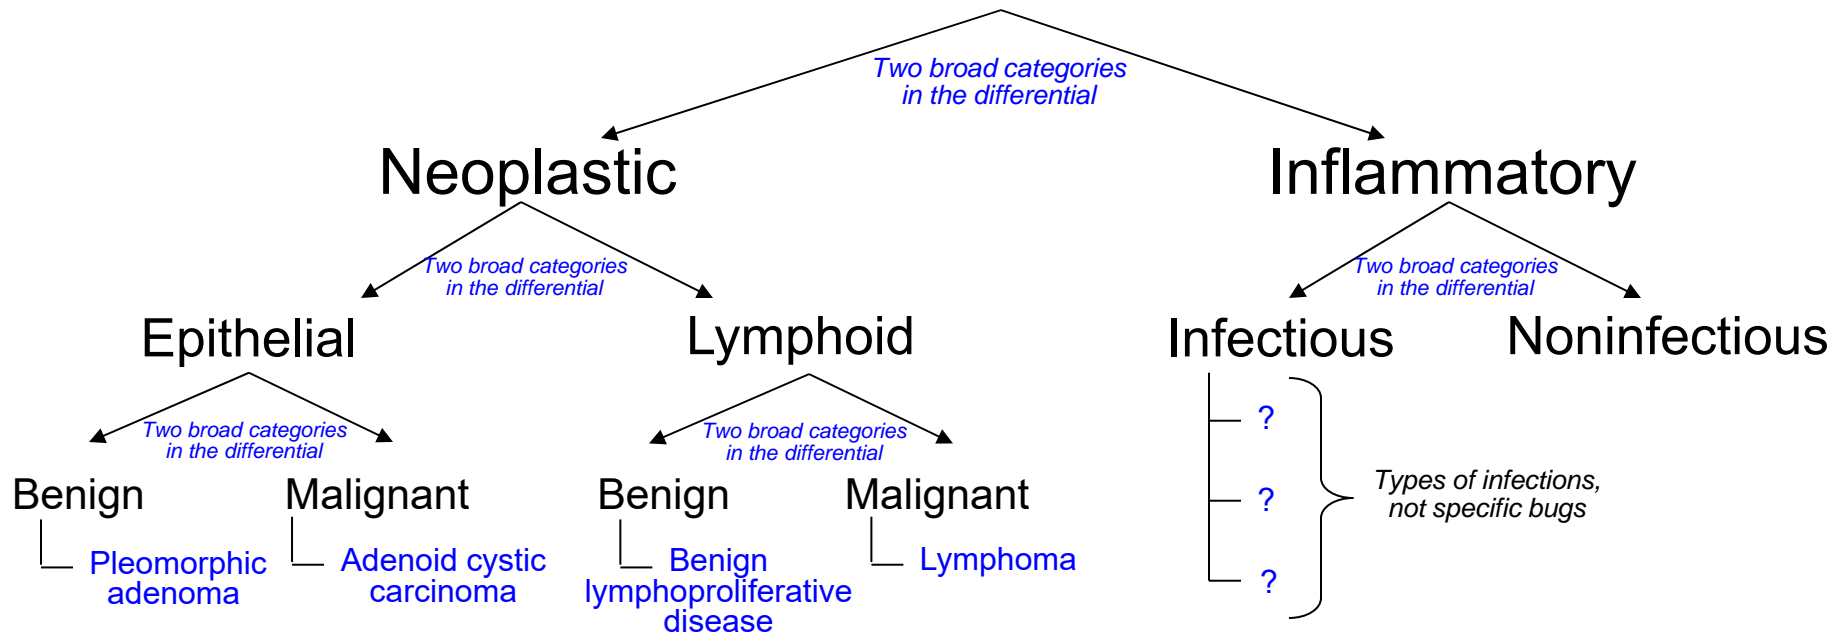 Two broad categories
in the differential
Neoplastic
Inflammatory
Two broad categories
in the differential
Two broad categories
in the differential
Epithelial
Lymphoid
Infectious
Noninfectious
Two broad categories
in the differential
Two broad categories
in the differential
?
Benign
Malignant
Benign
Malignant
?
Types of infections,
not specific bugs
Pleomorphic
adenoma
Adenoid cystic
carcinoma
Benign
lymphoproliferative
disease
Lymphoma
?